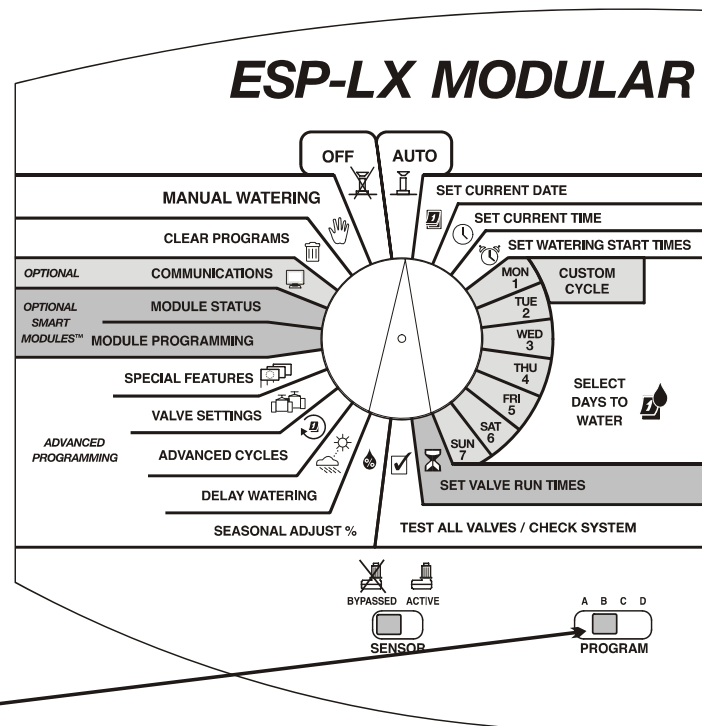 ESP-LX MODULAR
OFF
AUTO
MANUAL WATERING
CLEAR PROGRAMS
OPTIONAL
COMMUNICATIONS
OPTIONAL
SMART
MODULES™
MODULE STATUS
MODULE PROGRAMMING
SPECIAL FEATURES
VALVE SETTINGS
ADVANCED
PROGRAMMING
ADVANCED CYCLES
DELAY WATERING
SEASONAL ADJUST %
SET CURRENT DATE
SET CURRENT TIME
SET WATERING START TIMES
MON
1
CUSTOM
CYCLE
TUE
2
WED
3
THU
4
FRI
5
SAT
6
SUN
7
SELECT
DAYS TO
WATER
SET VALVE RUN TIMES
TEST ALL VALVES / CHECK SYSTEM
BYPASSED ACTIVE
SENSOR
A B C D
PROGRAM